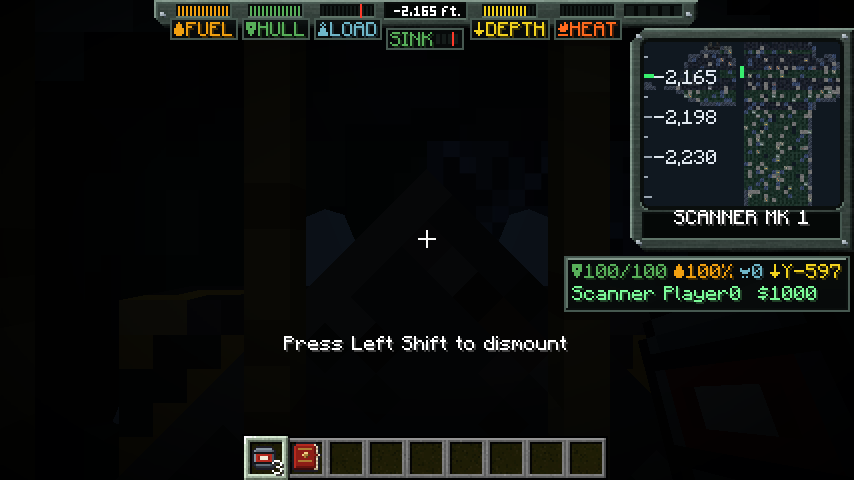 -2,165 ft.
FUEL HULL LOAD SINK DEPTH HEAT
-2,165
-2,198
-2,230
SCANNER MK 1
100/100 100% 0 Y-597
Scanner Player0 $1000
Press Left Shift to dismount
3